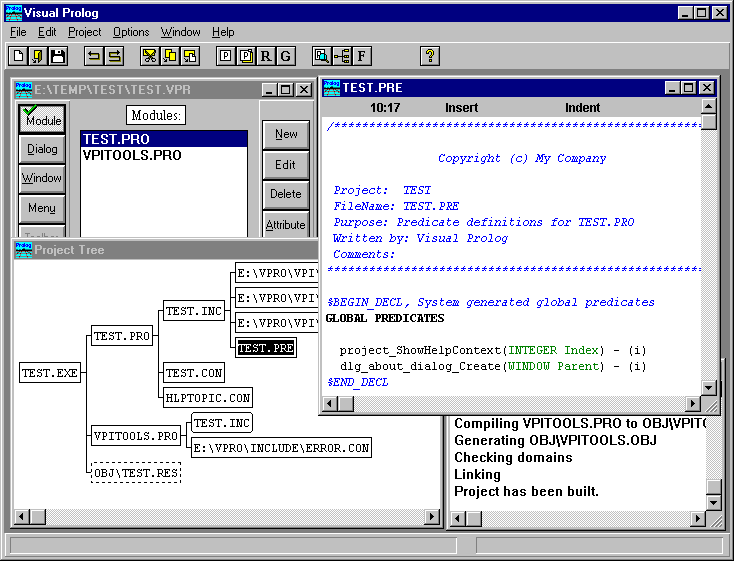 Visual Prolog
File Edit Project Options Window Help
P R G F ?
E:\TEMP\TEST\TEST.VPR
Module
Dialog
Window
Menu
Modules:
TEST.PRO
VPITOOLS.PRO
New
Edit
Delete
Attribute
TEST.PRE
10:17 Insert Indent
/****************************************************
Copyright (c) My Company
Project: TEST
FileName: TEST.PRE
Purpose: Predicate definitions for TEST.PRO
Written by: Visual Prolog
Comments:
*****************************************************
%BEGIN_DECL, System generated global predicates
GLOBAL PREDICATES
project_ShowHelpContext(INTEGER Index) - (i)
dlg_about_dialog_Create(WINDOW Parent) - (i)
%END_DECL
Project Tree
TEST.EXE
TEST.PRO
TEST.INC
E:\VPRO\VPI\
E:\VPRO\VPI\
E:\VPRO\VPI\
TEST.PRE
TEST.CON
HLPTOPIC.CON
VPITOOLS.PRO
TEST.INC
E:\VPRO\INCLUDE\ERROR.CON
OBJ\TEST.RES
Compiling VPITOOLS.PRO to OBJ\VPIT
Generating OBJ\VPITOOLS.OBJ
Checking domains
Linking
Project has been built.